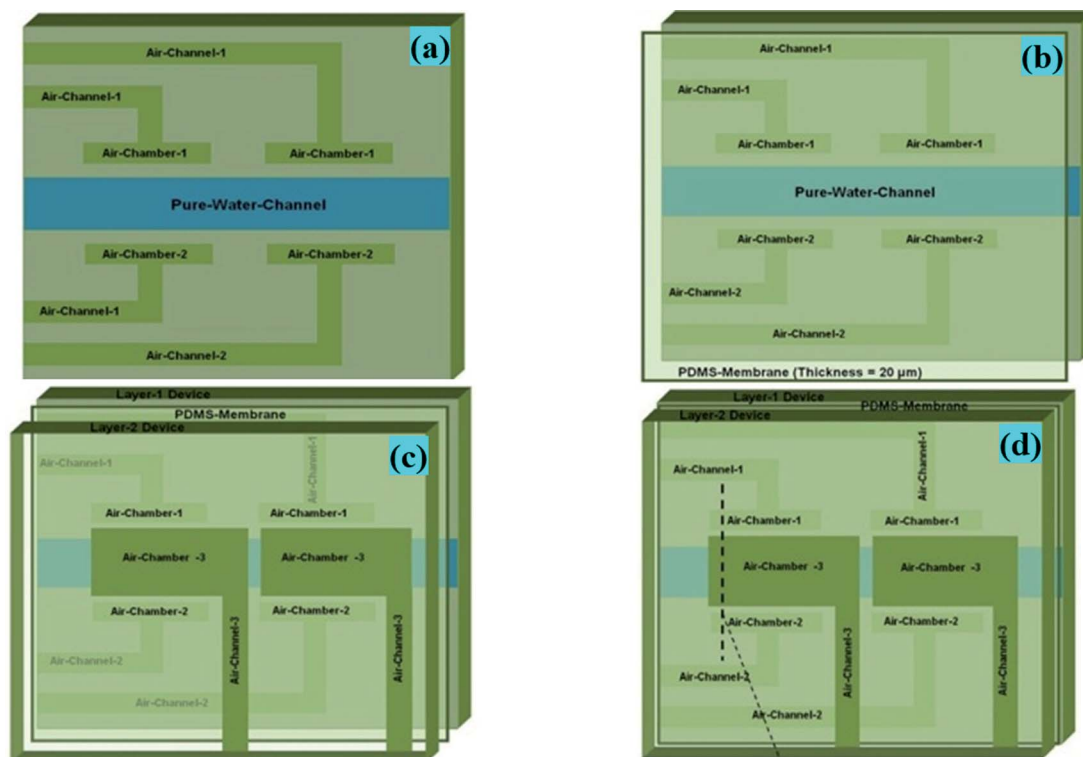 (a)
Air-Channel-1
Air-Channel-1
Air-Chamber-1
Air-Chamber-1
Pure-Water-Channel
Air-Chamber-2
Air-Chamber-2
Air-Channel-1
Air-Channel-2
(b)
Air-Channel-1
Air-Channel-1
Air-Chamber-1
Air-Chamber-1
Pure-Water-Channel
Air-Chamber-2
Air-Chamber-2
Air-Channel-2
Air-Channel-2
PDMS-Membrane (Thickness = 20 µm)
Layer-1 Device
PDMS-Membrane
Layer-2 Device
(c)
Air-Channel-1
Air-Channel-1
Air-Chamber-1
Air-Chamber-1
Air-Chamber -3
Air-Chamber -3
Air-Chamber-2
Air-Chamber-2
Air-Channel-2
Air-Channel-2
Air-Channel-3
Air-Channel-3
Layer-1 Device
PDMS-Membrane
Layer-2 Device
(d)
Air-Channel-1
Air-Channel-1
Air-Chamber-1
Air-Chamber-1
Air-Chamber -3
Air-Chamber -3
Air-Chamber-2
Air-Chamber-2
Air-Channel-2
Air-Channel-2
Air-Channel-3
Air-Channel-3